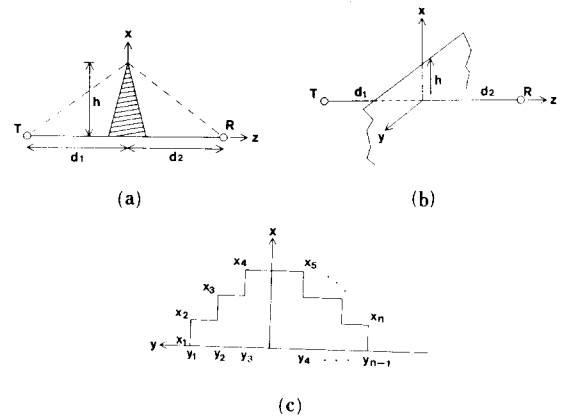 x
h
T
R
z
d1
d2
(a)
x
h
T
d1
d2
R
z
y
(b)
x
x4
x5
. . .
x3
x2
xn
x1
y
y1
y2
y3
y4
. . .
yn-1
(c)